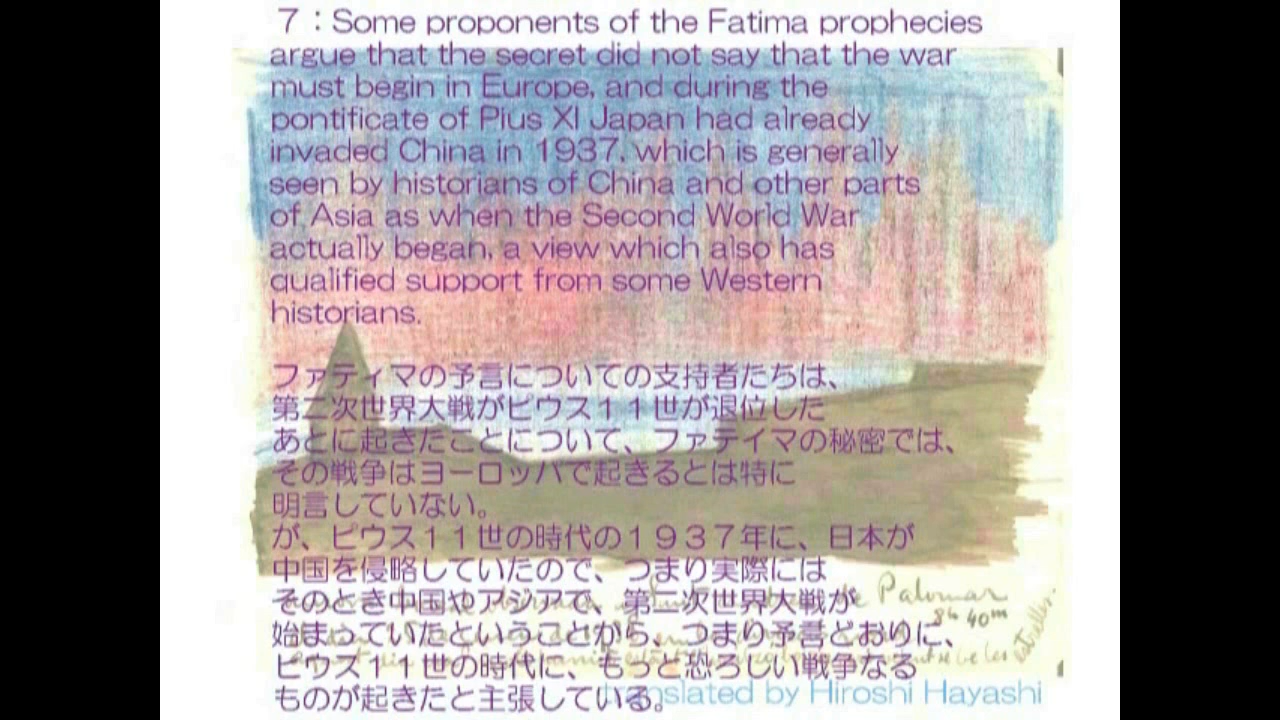 ７：Some proponents of the Fatima prophecies
argue that the secret did not say that the war
must begin in Europe, and during the
pontificate of Pius XI Japan had already
invaded China in 1937, which is generally
seen by historians of China and other parts
of Asia as when the Second World War
actually began, a view which also has
qualified support from some Western
historians.
ファティマの予言についての支持者たちは、
第二次世界大戦がピウス１１世が退位した
あとに起きたことについて、ファテイマの秘密では、
その戦争はヨーロッパで起きるとは特に
明言していない。
が、ピウス１１世の時代の１９３７年に、日本が
中国を侵略していたので、つまり実際には
そのとき中国やアジアで、第二次世界大戦が
始まっていたということから、つまり予言どおりに、
ピウス１１世の時代に、もっと恐ろしい戦争なる
ものが起きたと主張している。
Palomar
8h 40m
translated by Hiroshi Hayashi